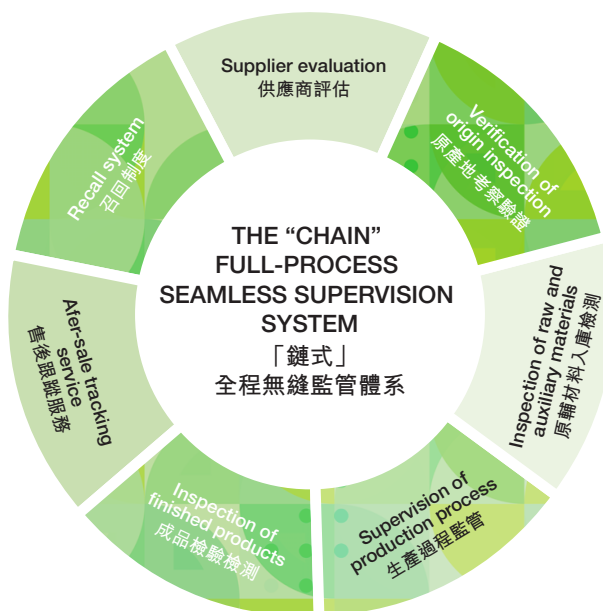 Supplier evaluation
供應商評估
Verification of
origin inspection
原產地考察驗證
Inspection of raw and
auxiliary materials
原輔材料入庫檢測
Supervision of
production process
生產過程監管
Inspection of
finished products
成品檢驗檢測
Afer-sale tracking
service
售後跟蹤服務
Recall system
召回制度
THE “CHAIN”
FULL-PROCESS
SEAMLESS SUPERVISION
SYSTEM
「鏈式」
全程無縫監管體系